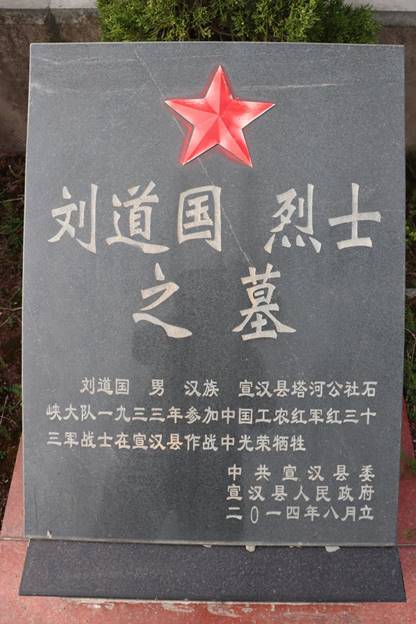 刘道国 烈士
之墓
刘道国 男 汉族 宣汉县塔河公社石
峡大队一九三三年参加中国工农红军红三十
三军战士在宣汉县作战中光荣牺牲
中共宣汉县委
宣汉县人民政府
二〇一四年八月立